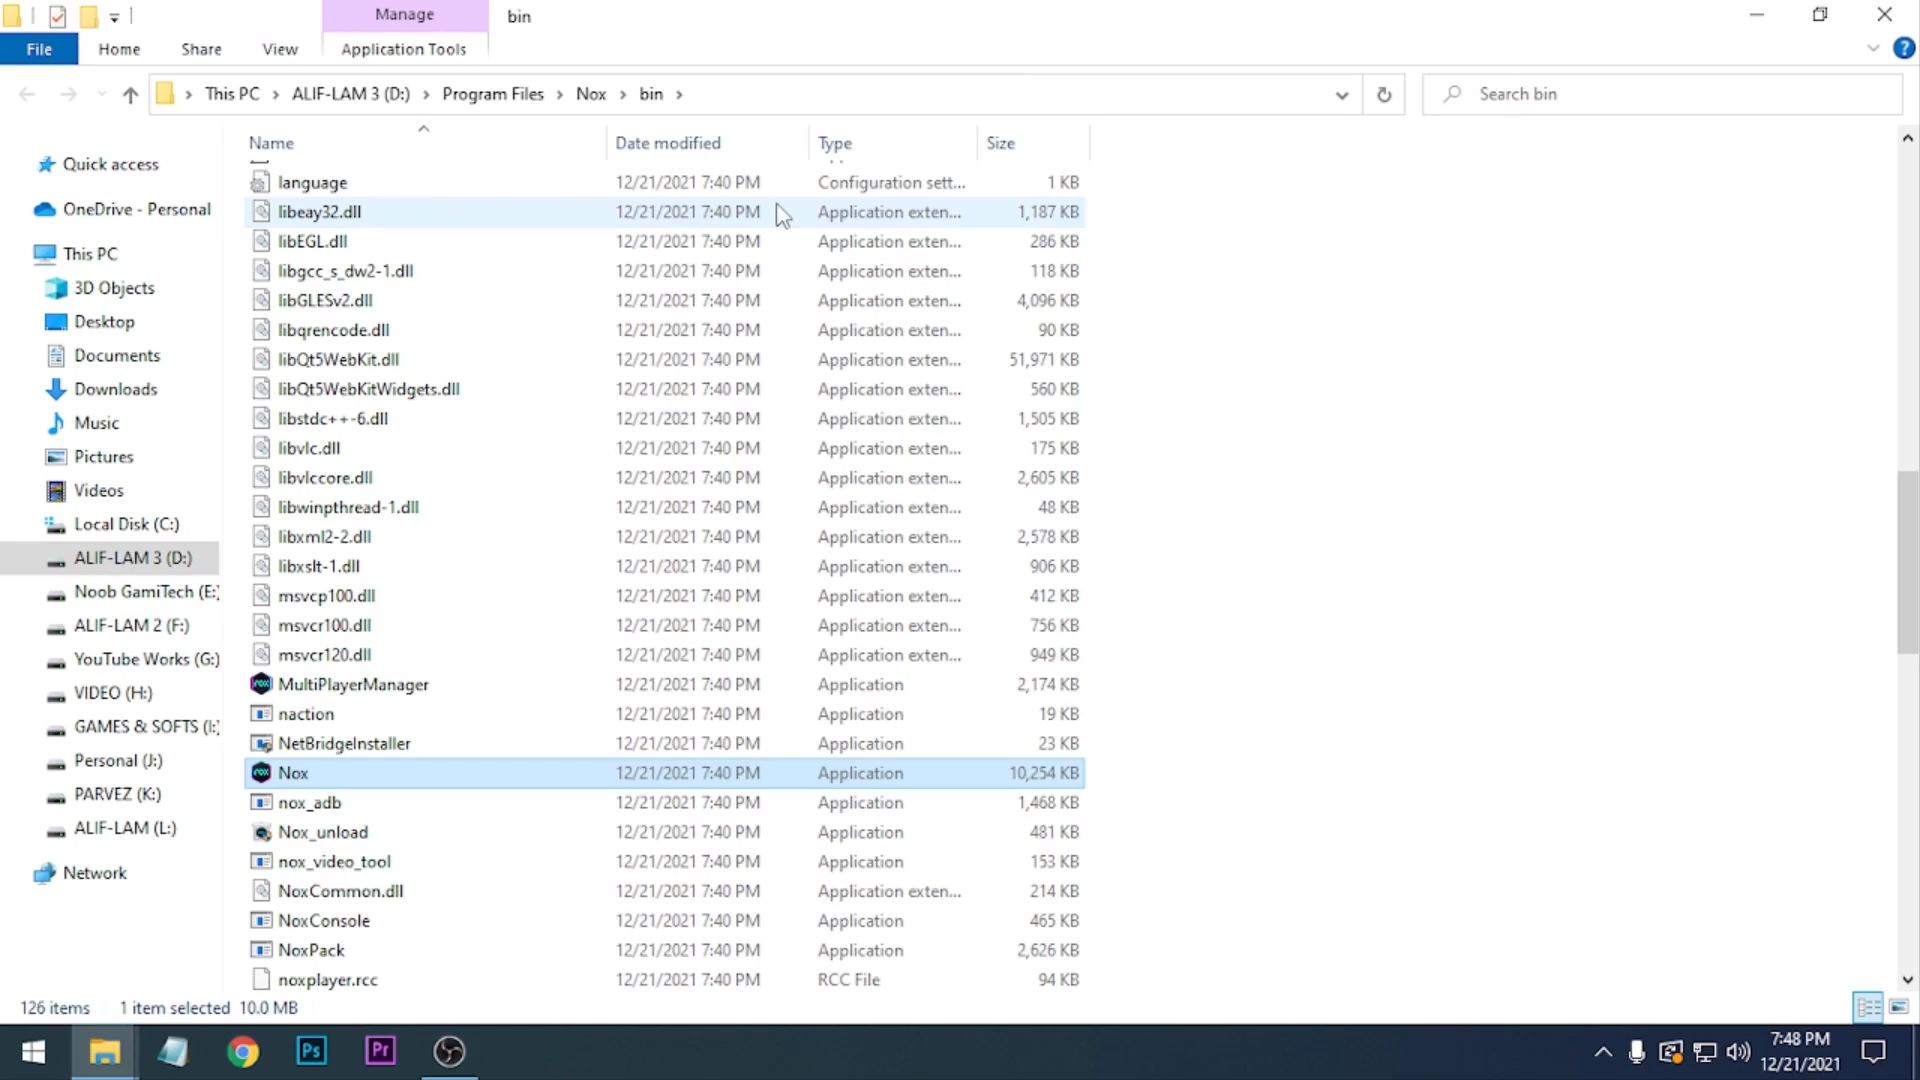 Manage
bin
File
Home
Share
View
Application Tools
This PC
ALIF-LAM 3 (D:)
Program Files
Nox
bin
Search bin
Name
Date modified
Type
Size
Quick access
OneDrive - Personal
This PC
3D Objects
Desktop
Documents
Downloads
Music
Pictures
Videos
Local Disk (C:)
ALIF-LAM 3 (D:)
Noob GamiTech (E:
ALIF-LAM 2 (F:)
YouTube Works (G:)
VIDEO (H:)
GAMES & SOFTS (I:
Personal (J:)
PARVEZ (K:)
ALIF-LAM (L:)
Network
language 12/21/2021 7:40 PM Configuration sett... 1 KB
libeay32.dll 12/21/2021 7:40 PM Application exten... 1,187 KB
libEGL.dll 12/21/2021 7:40 PM Application exten... 286 KB
libgcc_s_dw2-1.dll 12/21/2021 7:40 PM Application exten... 118 KB
libGLESv2.dll 12/21/2021 7:40 PM Application exten... 4,096 KB
libqrencode.dll 12/21/2021 7:40 PM Application exten... 90 KB
libQt5WebKit.dll 12/21/2021 7:40 PM Application exten... 51,971 KB
libQt5WebKitWidgets.dll 12/21/2021 7:40 PM Application exten... 560 KB
libstdc++-6.dll 12/21/2021 7:40 PM Application exten... 1,505 KB
libvlc.dll 12/21/2021 7:40 PM Application exten... 175 KB
libvlccore.dll 12/21/2021 7:40 PM Application exten... 2,605 KB
libwinpthread-1.dll 12/21/2021 7:40 PM Application exten... 48 KB
libxml2-2.dll 12/21/2021 7:40 PM Application exten... 2,578 KB
libxslt-1.dll 12/21/2021 7:40 PM Application exten... 906 KB
msvcp100.dll 12/21/2021 7:40 PM Application exten... 412 KB
msvcr100.dll 12/21/2021 7:40 PM Application exten... 756 KB
msvcr120.dll 12/21/2021 7:40 PM Application exten... 949 KB
MultiPlayerManager 12/21/2021 7:40 PM Application 2,174 KB
naction 12/21/2021 7:40 PM Application 19 KB
NetBridgeInstaller 12/21/2021 7:40 PM Application 23 KB
Nox 12/21/2021 7:40 PM Application 10,254 KB
nox_adb 12/21/2021 7:40 PM Application 1,468 KB
Nox_unload 12/21/2021 7:40 PM Application 481 KB
nox_video_tool 12/21/2021 7:40 PM Application 153 KB
NoxCommon.dll 12/21/2021 7:40 PM Application exten... 214 KB
NoxConsole 12/21/2021 7:40 PM Application 465 KB
NoxPack 12/21/2021 7:40 PM Application 2,626 KB
noxplayer.rcc 12/21/2021 7:40 PM RCC File 94 KB
126 items 1 item selected 10.0 MB
Ps
Pr
7:48 PM
12/21/2021